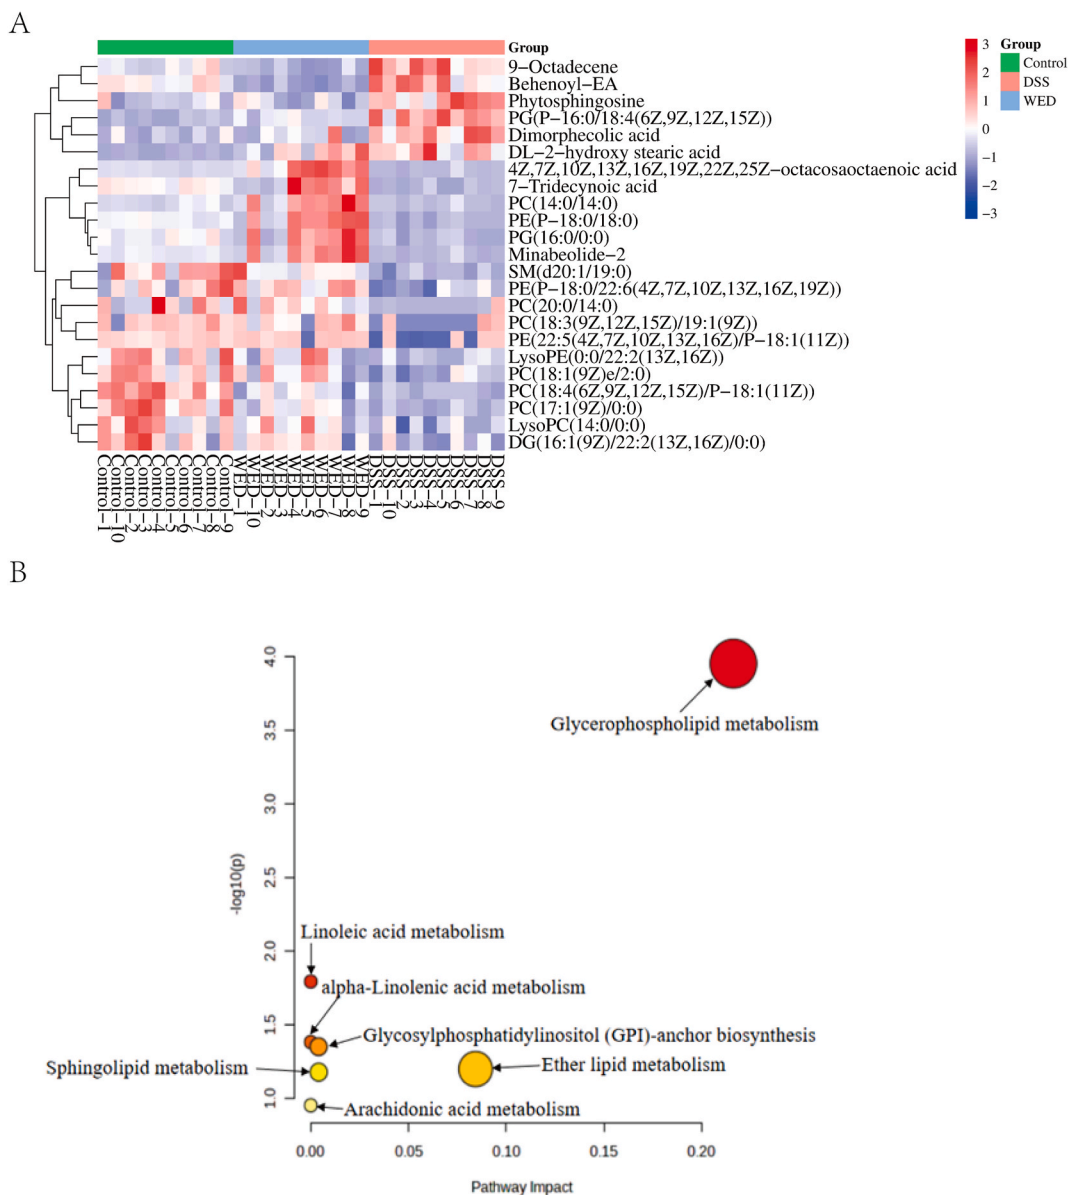 A
Group
9-Octadecene
Behenoyl-EA
Phytosphingosine
PG(P-16:0/18:4(6Z,9Z,12Z,15Z))
Dimorphecolic acid
DL-2-hydroxy stearic acid
4Z,7Z,10Z,13Z,16Z,19Z,22Z,25Z-octacosaoctaenoic acid
7-Tridecynoic acid
PC(14:0/14:0)
PE(P-18:0/18:0)
PG(16:0/0:0)
Minabeolide-2
SM(d20:1/19:0)
PE(P-18:0/22:6(4Z,7Z,10Z,13Z,16Z,19Z))
PC(20:0/14:0)
PC(18:3(9Z,12Z,15Z)/19:1(9Z))
PE(22:5(4Z,7Z,10Z,13Z,16Z)/P-18:1(11Z))
LysoPE(0:0/22:2(13Z,16Z))
PC(18:1(9Z)e/2:0)
PC(18:4(6Z,9Z,12Z,15Z)/P-18:1(11Z))
PC(17:1(9Z)/0:0)
LysoPC(14:0/0:0)
DG(16:1(9Z)/22:2(13Z,16Z)/0:0)
3
2
1
0
-1
-2
-3
Group
Control
DSS
WED
Control-1
Control-10
Control-2
Control-3
Control-4
Control-5
Control-6
Control-7
Control-8
Control-9
WED-1
WED-10
WED-2
WED-3
WED-4
WED-5
WED-6
WED-7
WED-8
WED-9
DSS-1
DSS-10
DSS-2
DSS-3
DSS-4
DSS-5
DSS-6
DSS-7
DSS-8
DSS-9
B
-log10(p)
4.0
3.5
3.0
2.5
2.0
1.5
1.0
Glycerophospholipid metabolism
Linoleic acid metabolism
alpha-Linolenic acid metabolism
Glycosylphosphatidylinositol (GPI)-anchor biosynthesis
Ether lipid metabolism
Sphingolipid metabolism
Arachidonic acid metabolism
0.00
0.05
0.10
0.15
0.20
Pathway Impact